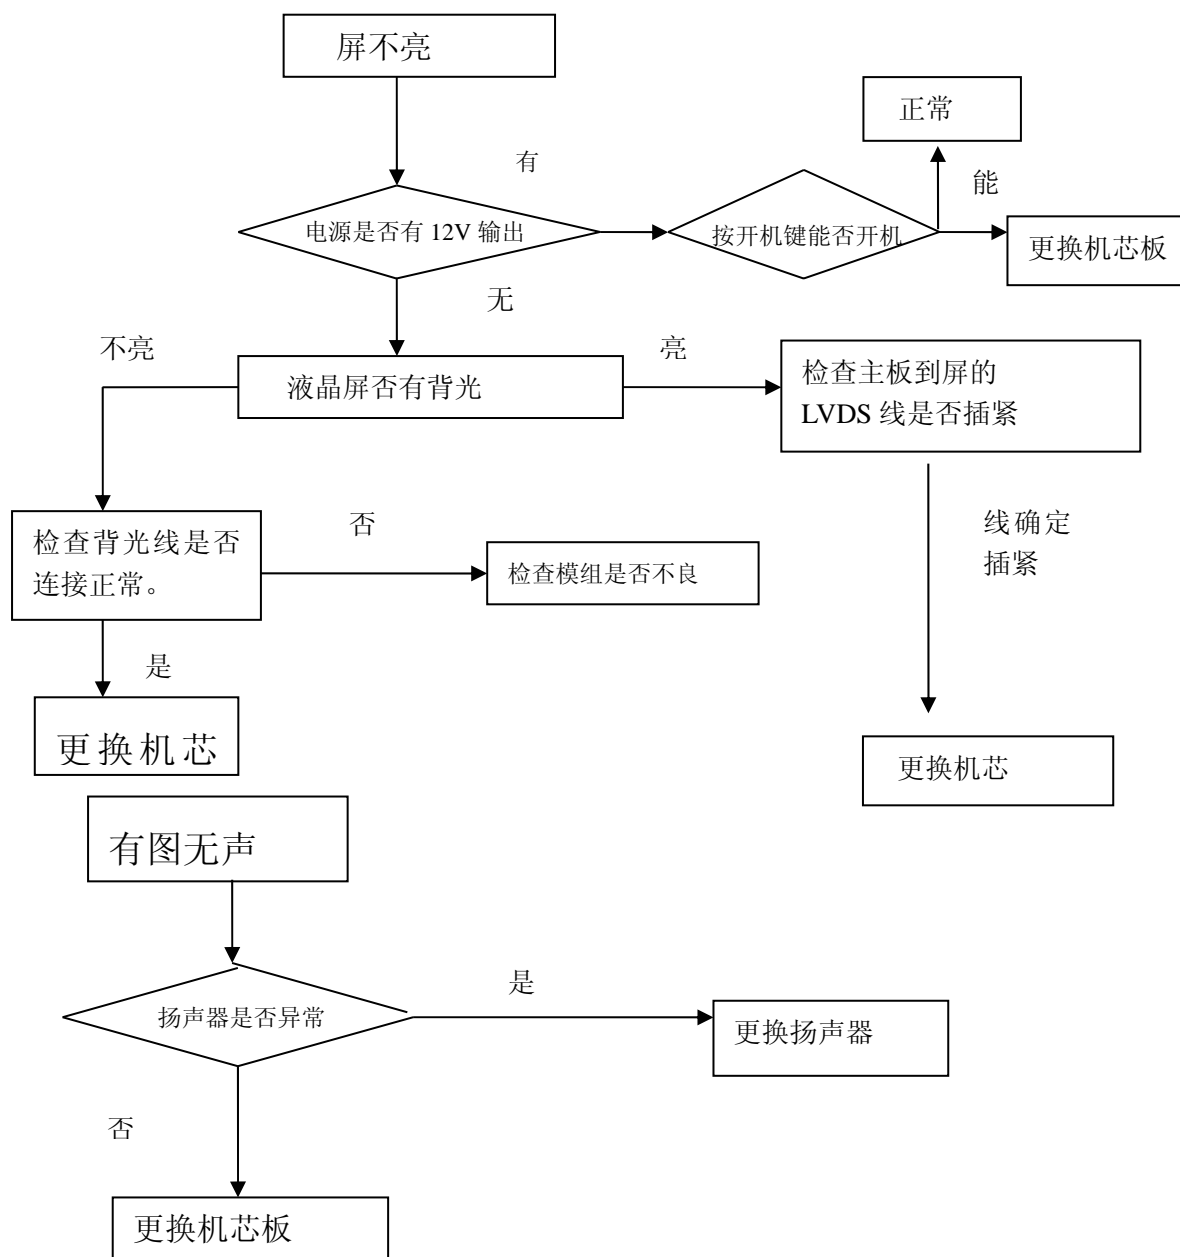 屏不亮
正常
有
能
电源是否有 12V 输出
按开机键能否开机
更换机芯板
无
不亮
亮
液晶屏否有背光
检查主板到屏的
LVDS 线是否插紧
检查背光线是否
连接正常。
否
检查模组是否不良
线确定
插紧
是
更换机芯
更换机芯
有图无声
扬声器是否异常
是
更换扬声器
否
更换机芯板